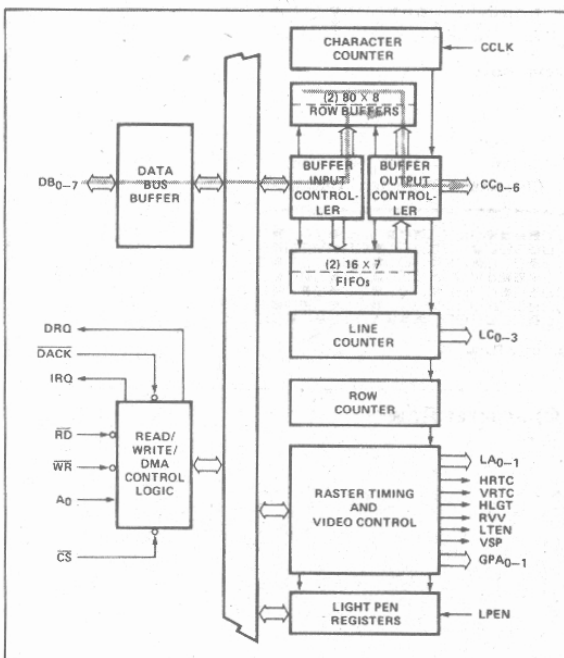 CHARACTER
COUNTER
CCLK
(2) 80 X 8
ROW BUFFERS
DB0–7
DATA
BUS
BUFFER
BUFFER
INPUT
CONTROL-
LER
BUFFER
OUTPUT
CONTROL-
LER
CC0–6
(2) 16 X 7
FIFOs
DRQ
DACK
IRQ
RD
WR
A0
CS
READ/
WRITE/
DMA
CONTROL
LOGIC
LINE
COUNTER
LC0–3
ROW
COUNTER
RASTER TIMING
AND
VIDEO CONTROL
LA0–1
HRTC
VRTC
HLGT
RVV
LTEN
VSP
GPA0–1
LIGHT PEN
REGISTERS
LPEN